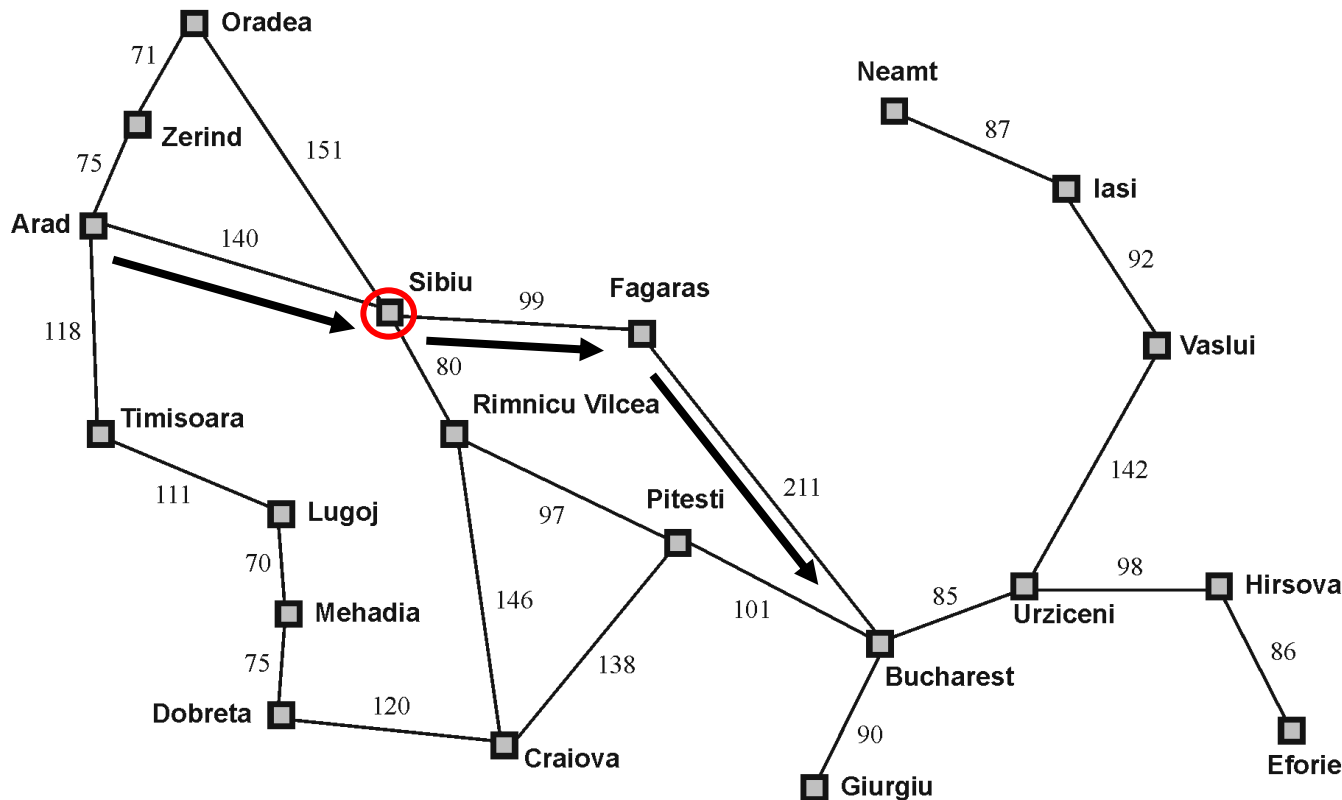 Oradea
71
Neamt
87
Zerind
151
75
Iasi
Arad
140
92
Sibiu
99
Fagaras
118
80
Vaslui
Timisoara
Rimnicu Vilcea
142
111
211
Lugoj
97
Pitesti
70
98
Hirsova
146
85
Mehadia
101
Urziceni
75
138
86
Bucharest
Dobreta
120
90
Craiova
Eforie
Giurgiu